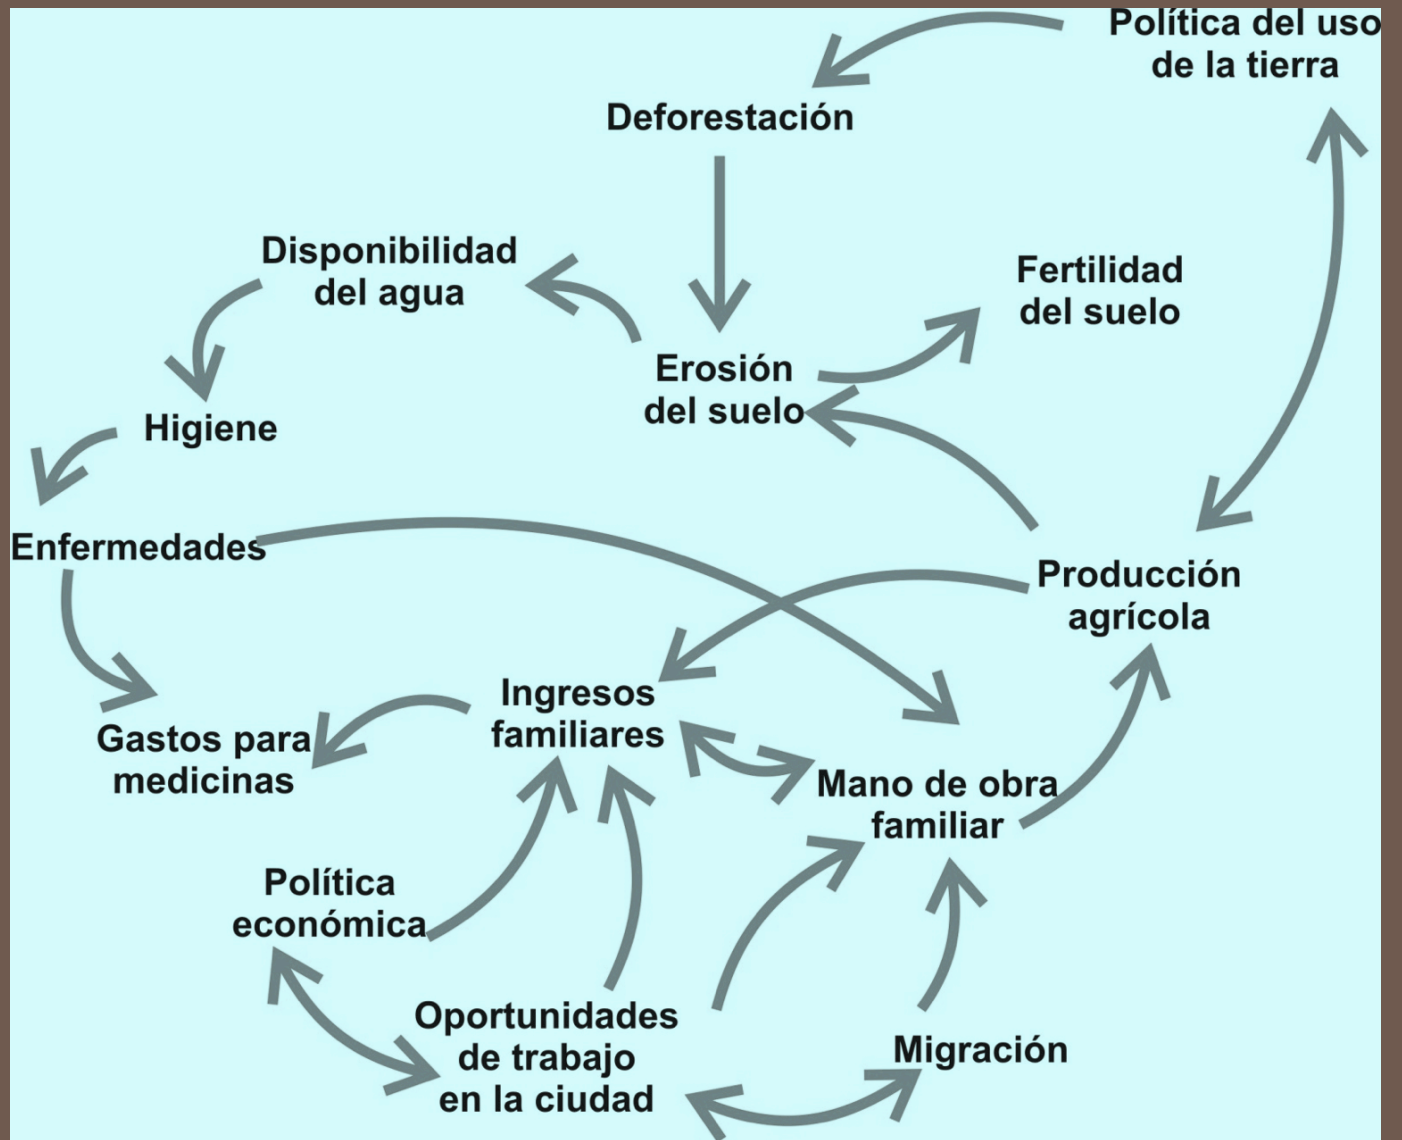 Política del uso
de la tierra
Deforestación
Disponibilidad
del agua
Fertilidad
del suelo
Erosión
del suelo
Higiene
Enfermedades
Producción
agrícola
Ingresos
familiares
Gastos para
medicinas
Mano de obra
familiar
Política
económica
Oportunidades
de trabajo
en la ciudad
Migración